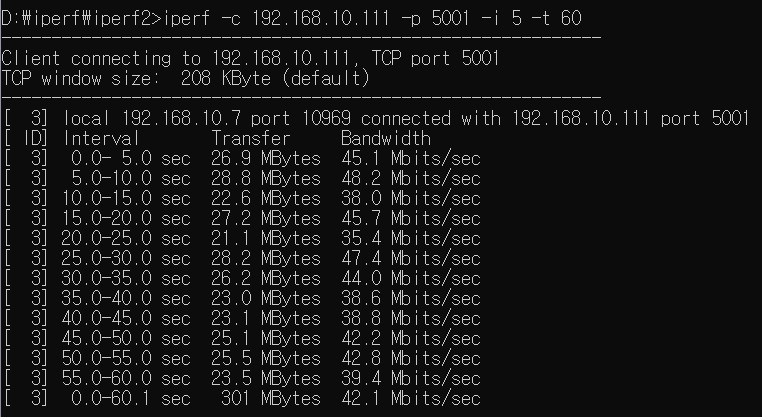 D:₩iperf₩iperf2>iperf -c 192.168.10.111 -p 5001 -i 5 -t 60
------------------------------------------------------------
Client connecting to 192.168.10.111, TCP port 5001
TCP window size:  208 KByte (default)
------------------------------------------------------------
[  3] local 192.168.10.7 port 10969 connected with 192.168.10.111 port 5001
[ ID] Interval       Transfer     Bandwidth
[  3]  0.0- 5.0 sec  26.9 MBytes  45.1 Mbits/sec
[  3]  5.0-10.0 sec  28.8 MBytes  48.2 Mbits/sec
[  3] 10.0-15.0 sec  22.6 MBytes  38.0 Mbits/sec
[  3] 15.0-20.0 sec  27.2 MBytes  45.7 Mbits/sec
[  3] 20.0-25.0 sec  21.1 MBytes  35.4 Mbits/sec
[  3] 25.0-30.0 sec  28.2 MBytes  47.4 Mbits/sec
[  3] 30.0-35.0 sec  26.2 MBytes  44.0 Mbits/sec
[  3] 35.0-40.0 sec  23.0 MBytes  38.6 Mbits/sec
[  3] 40.0-45.0 sec  23.1 MBytes  38.8 Mbits/sec
[  3] 45.0-50.0 sec  25.1 MBytes  42.2 Mbits/sec
[  3] 50.0-55.0 sec  25.5 MBytes  42.8 Mbits/sec
[  3] 55.0-60.0 sec  23.5 MBytes  39.4 Mbits/sec
[  3]  0.0-60.1 sec   301 MBytes  42.1 Mbits/sec